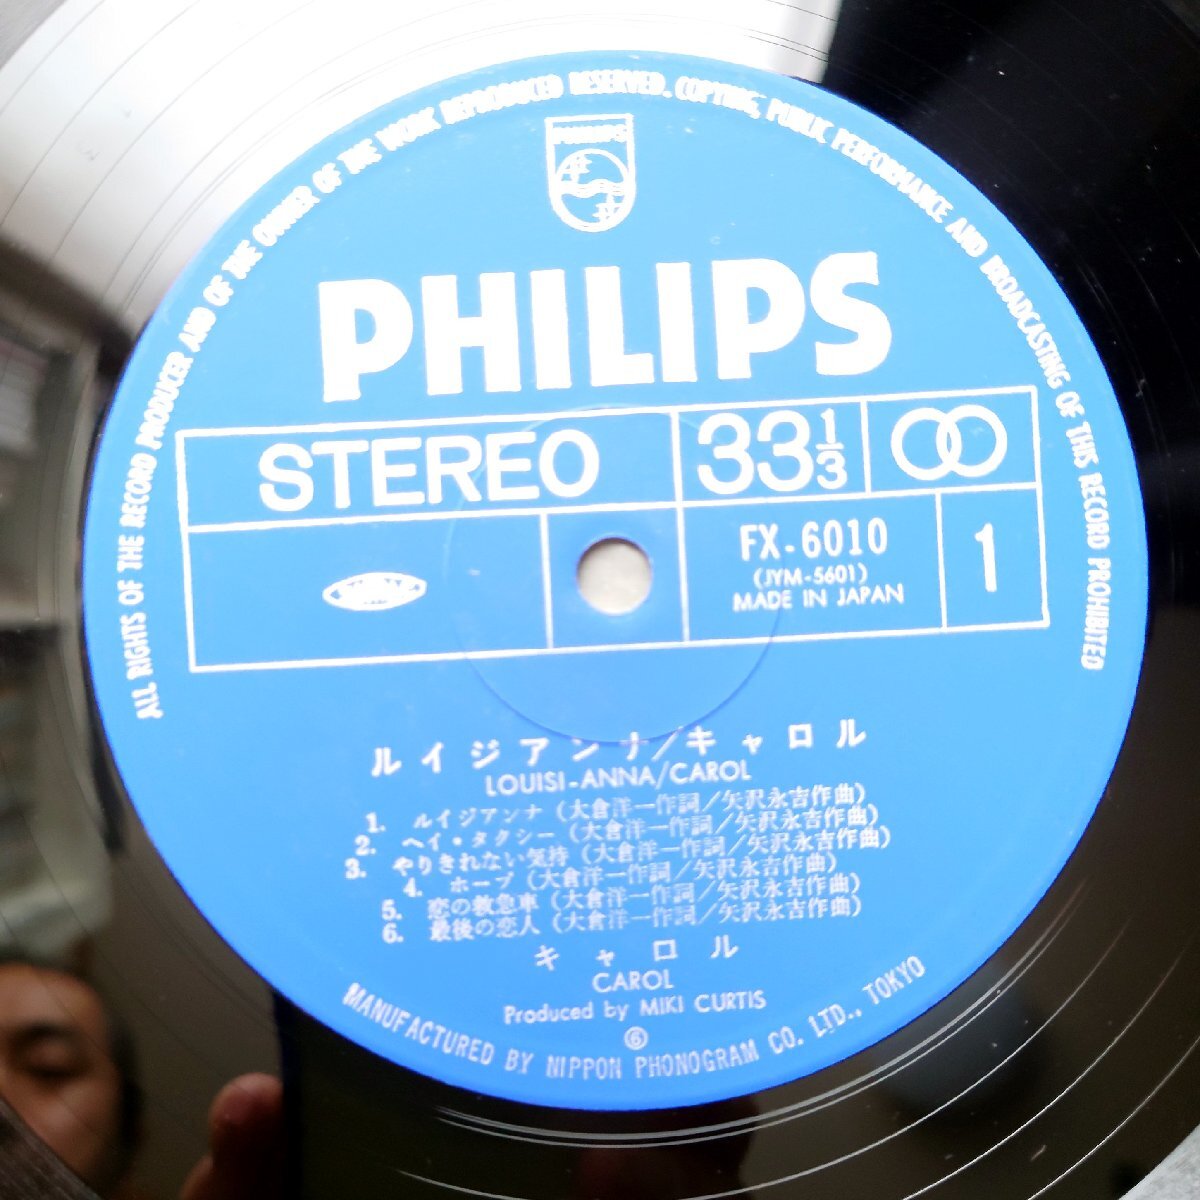 ALL RIGHTS OF THE RECORD PRODUCER AND OF THE OWNER OF THE WORK REPRODUCED RESERVED. COPYING, PUBLIC PERFORMANCE AND BROADCASTING OF THIS RECORD PROHIBITED
PHILIPS
PHILIPS
STEREO
33 1/3
FX-6010
(JYM-5601)
MADE IN JAPAN
1
ルイジアンナ/キャロル
LOUISI-ANNA/CAROL
1. ルイジアンナ (大倉洋一作詞/矢沢永吉作曲)
2. ヘイ・タクシー (大倉洋一作詞/矢沢永吉作曲)
3. やりきれない気持 (大倉洋一作詞/矢沢永吉作曲)
4. ホープ (大倉洋一作詞/矢沢永吉作曲)
5. 恋の救急車 (大倉洋一作詞/矢沢永吉作曲)
6. 最後の恋人 (大倉洋一作詞/矢沢永吉作曲)
キャロル
CAROL
Produced by MIKI CURTIS
⑥
MANUFACTURED BY NIPPON PHONOGRAM CO. LTD., TOKYO